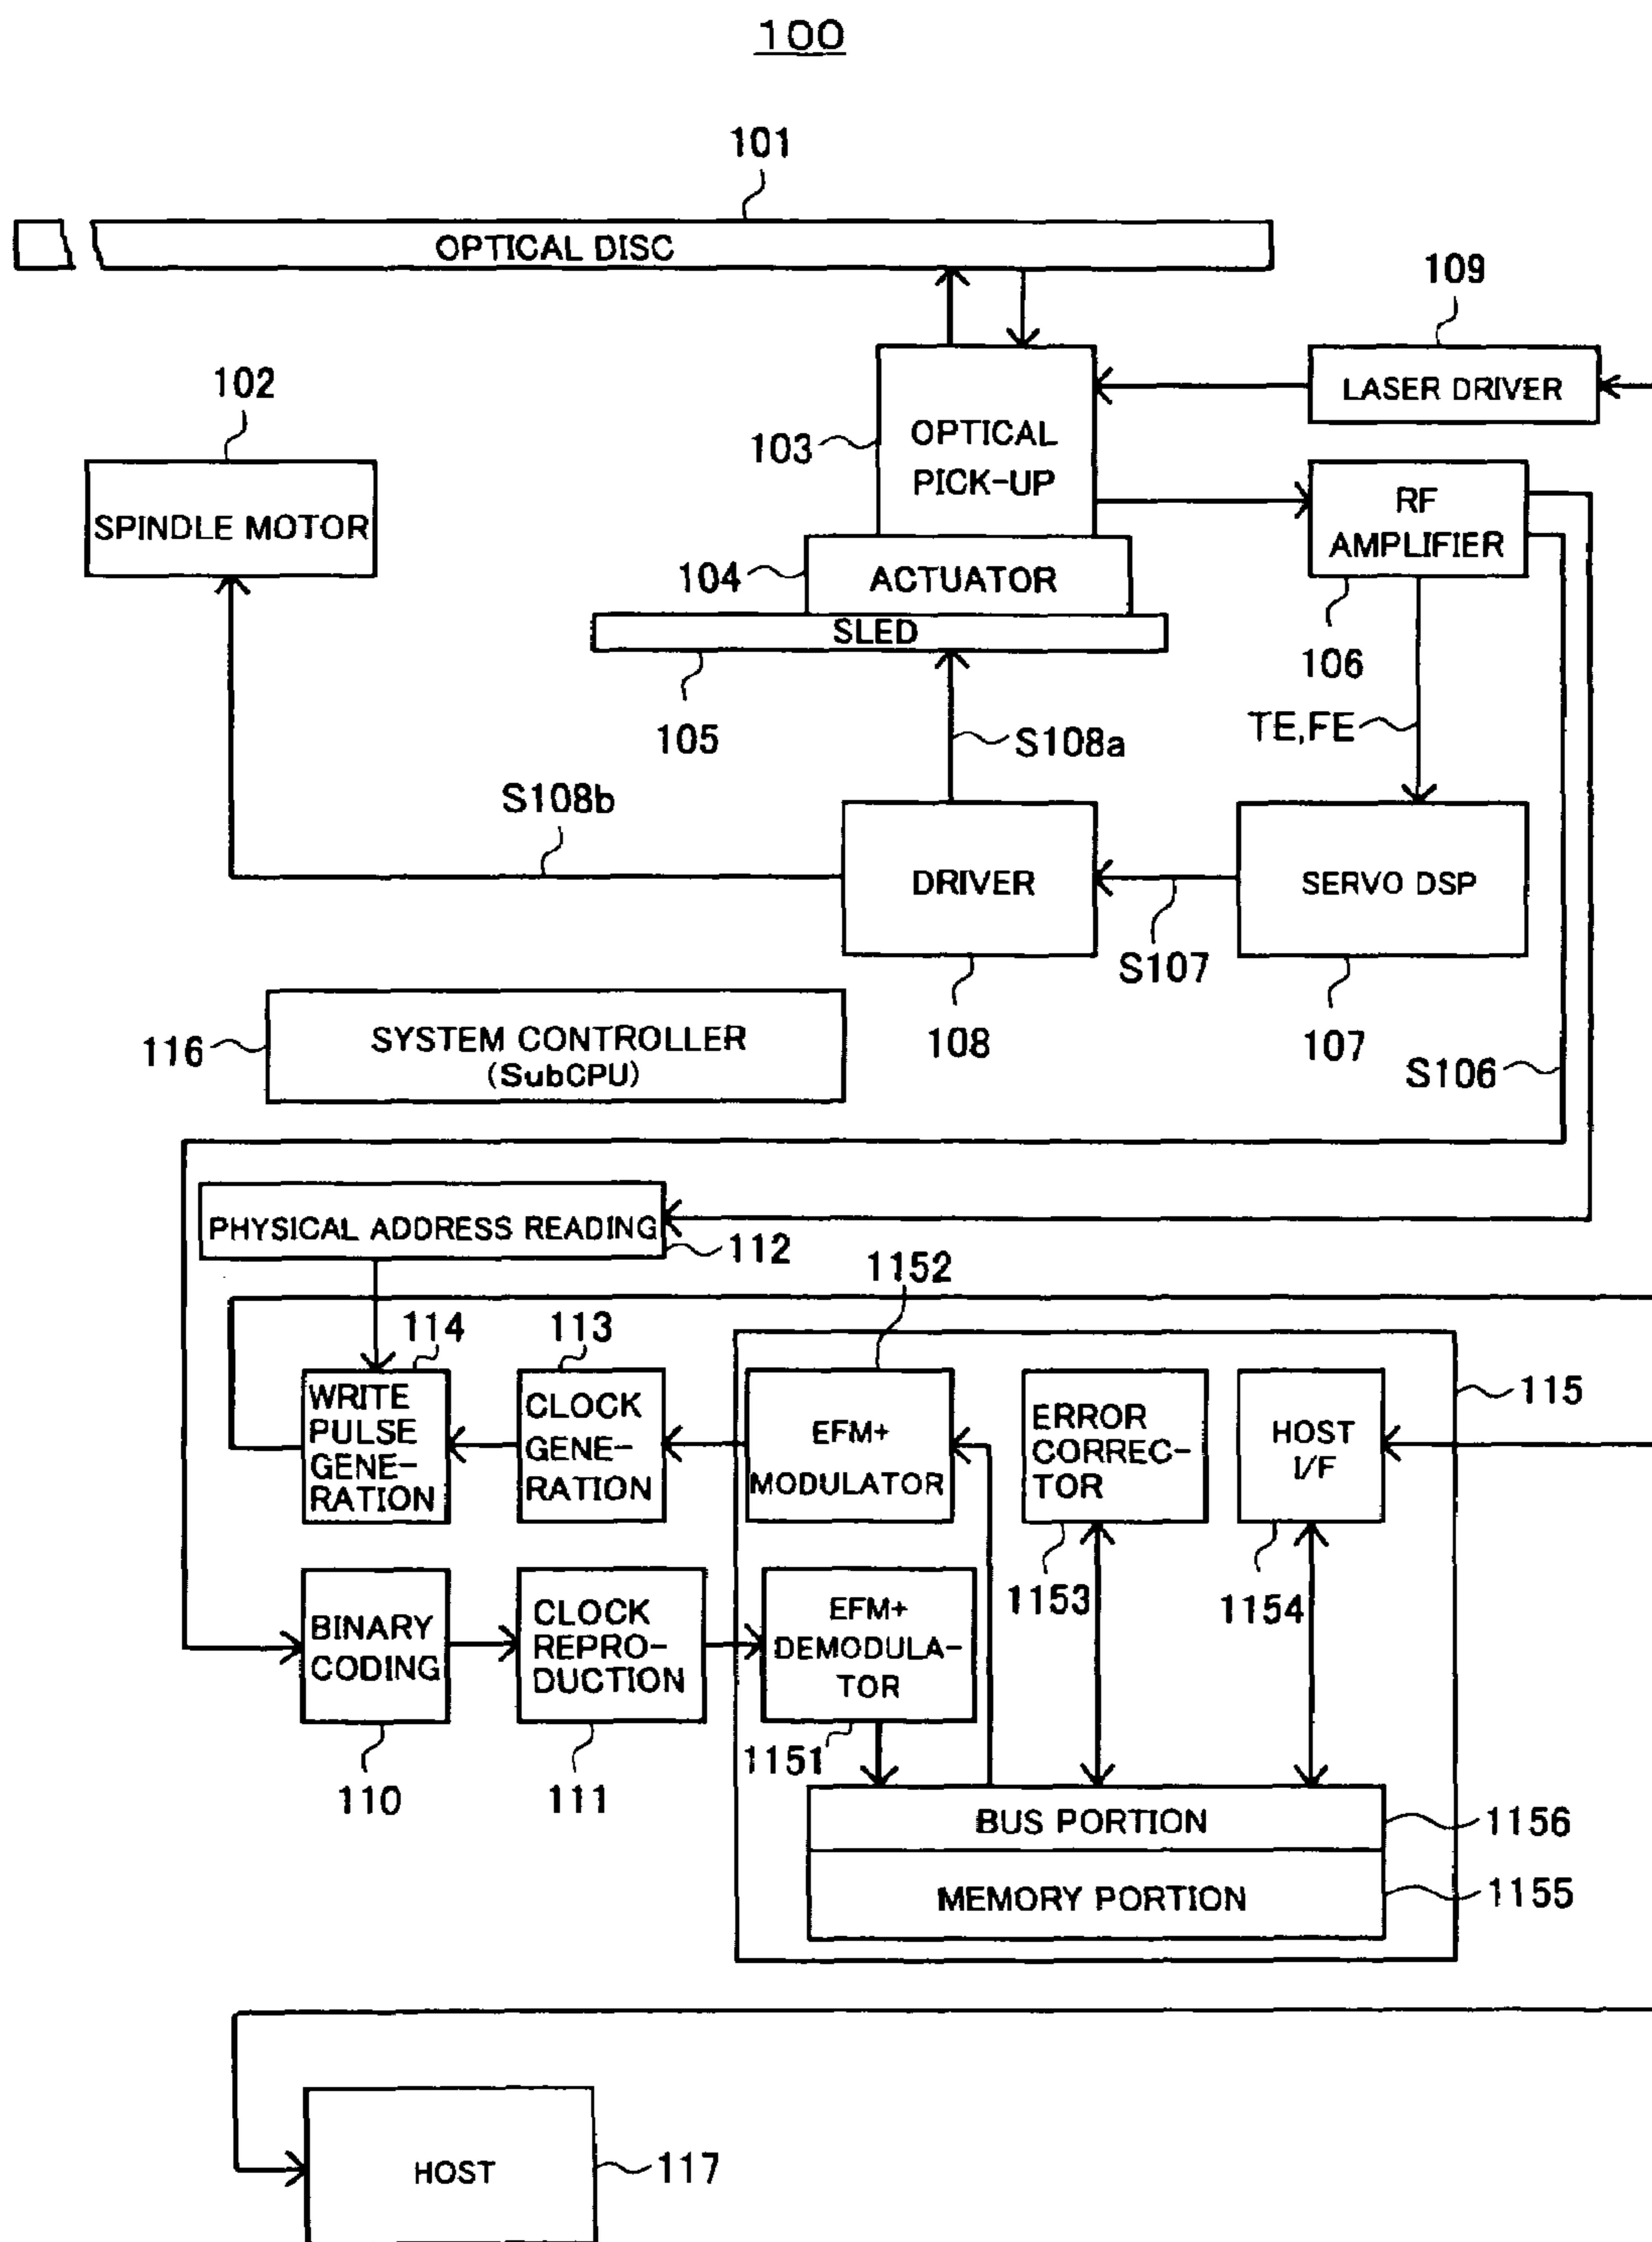 100
101
OPTICAL DISC
109
LASER DRIVER
102
SPINDLE MOTOR
103
OPTICAL
PICK-UP
RF
AMPLIFIER
104
ACTUATOR
SLED
105
106
TE,FE
S108a
S108b
DRIVER
SERVO DSP
S107
108
107
116
SYSTEM CONTROLLER
(SubCPU)
S106
PHYSICAL ADDRESS READING
112
1152
114
113
115
WRITE
PULSE
GENE-
RATION
CLOCK
GENE-
RATION
EFM+
MODULATOR
ERROR
CORREC-
TOR
HOST
I/F
1153
1154
BINARY
CODING
CLOCK
REPRO-
DUCTION
EFM+
DEMODULA-
TOR
1151
110
111
BUS PORTION
1156
MEMORY PORTION
1155
HOST
117